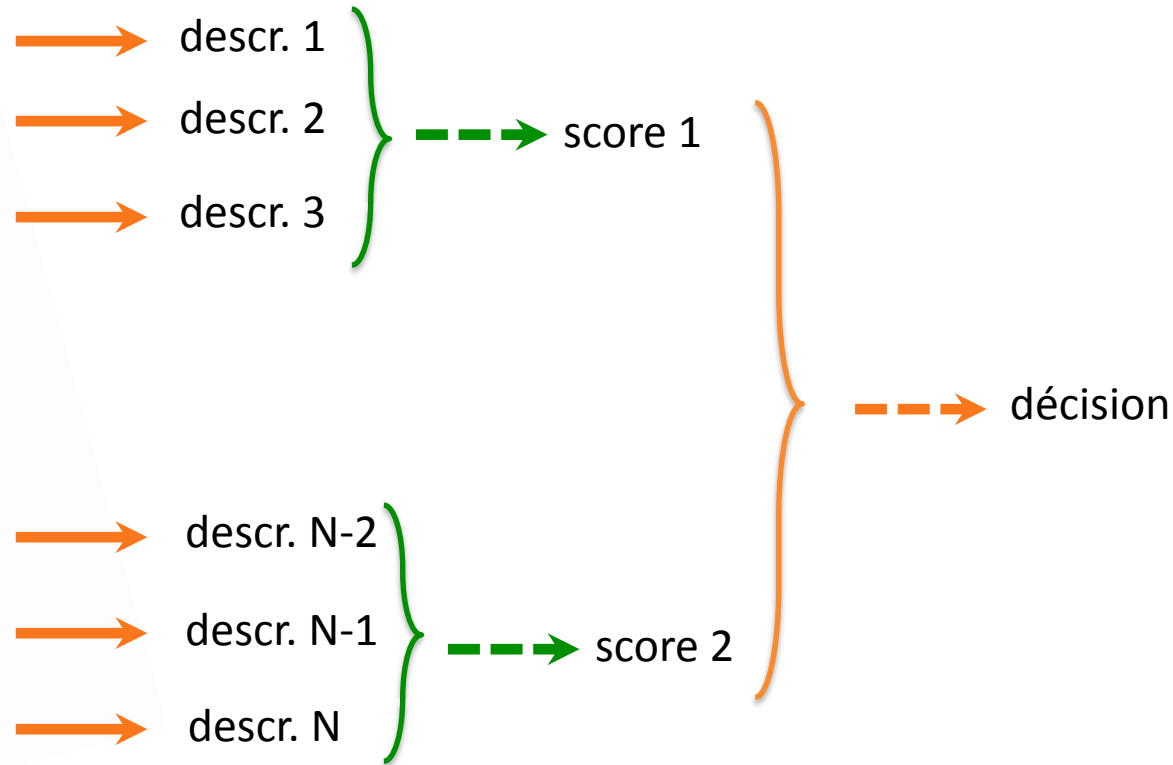 descr. 1
descr. 2
score 1
descr. 3
décision
descr. N-2
descr. N-1
score 2
descr. N